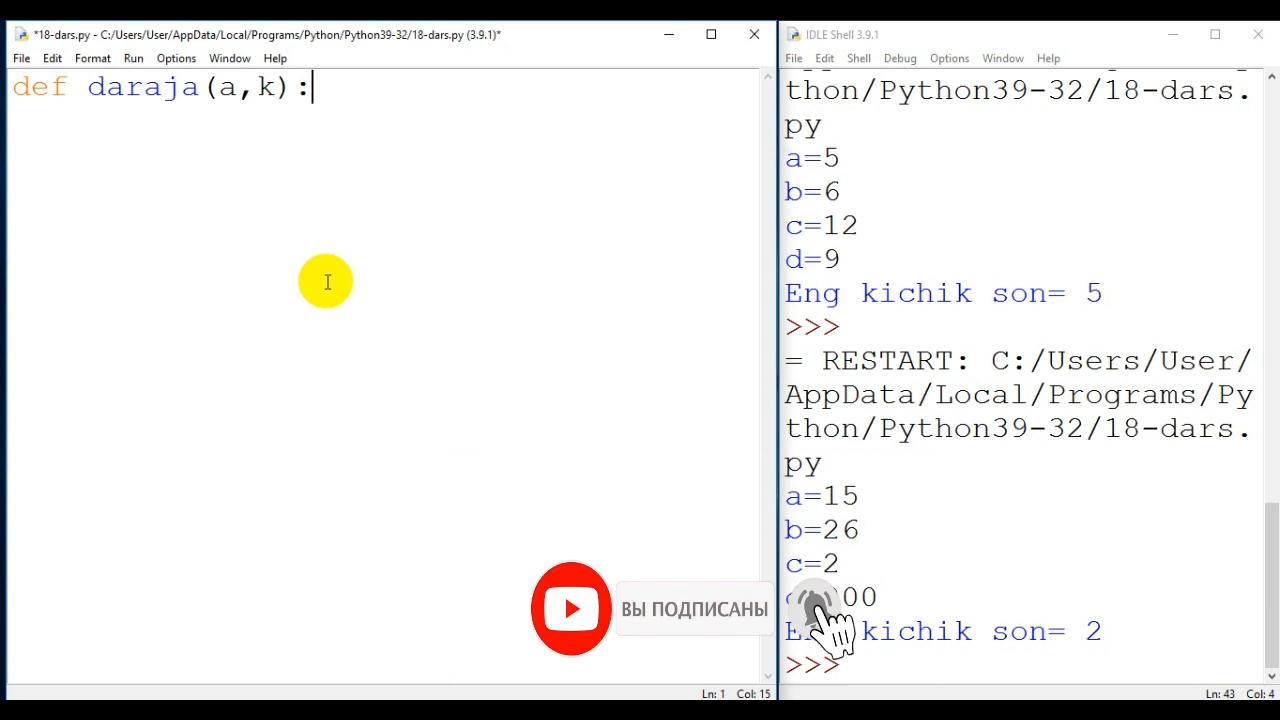 *18-dars.py - C:/Users/User/AppData/Local/Programs/Python/Python39-32/18-dars.py (3.9.1)*
File Edit Format Run Options Window Help
def daraja(a,k):
Ln: 1 Col: 15
IDLE Shell 3.9.1
File Edit Shell Debug Options Window Help
thon/Python39-32/18-dars.
py
a=5
b=6
c=12
d=9
Eng kichik son= 5
>>>
= RESTART: C:/Users/User/
AppData/Local/Programs/Py
thon/Python39-32/18-dars.
py
a=15
b=26
c=2
00
kichik son= 2
>>>
Ln: 43 Col: 4
ВЫ ПОДПИСАНЫ